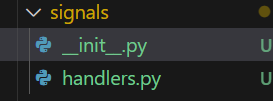 signals
__init__.py U
handlers.py U